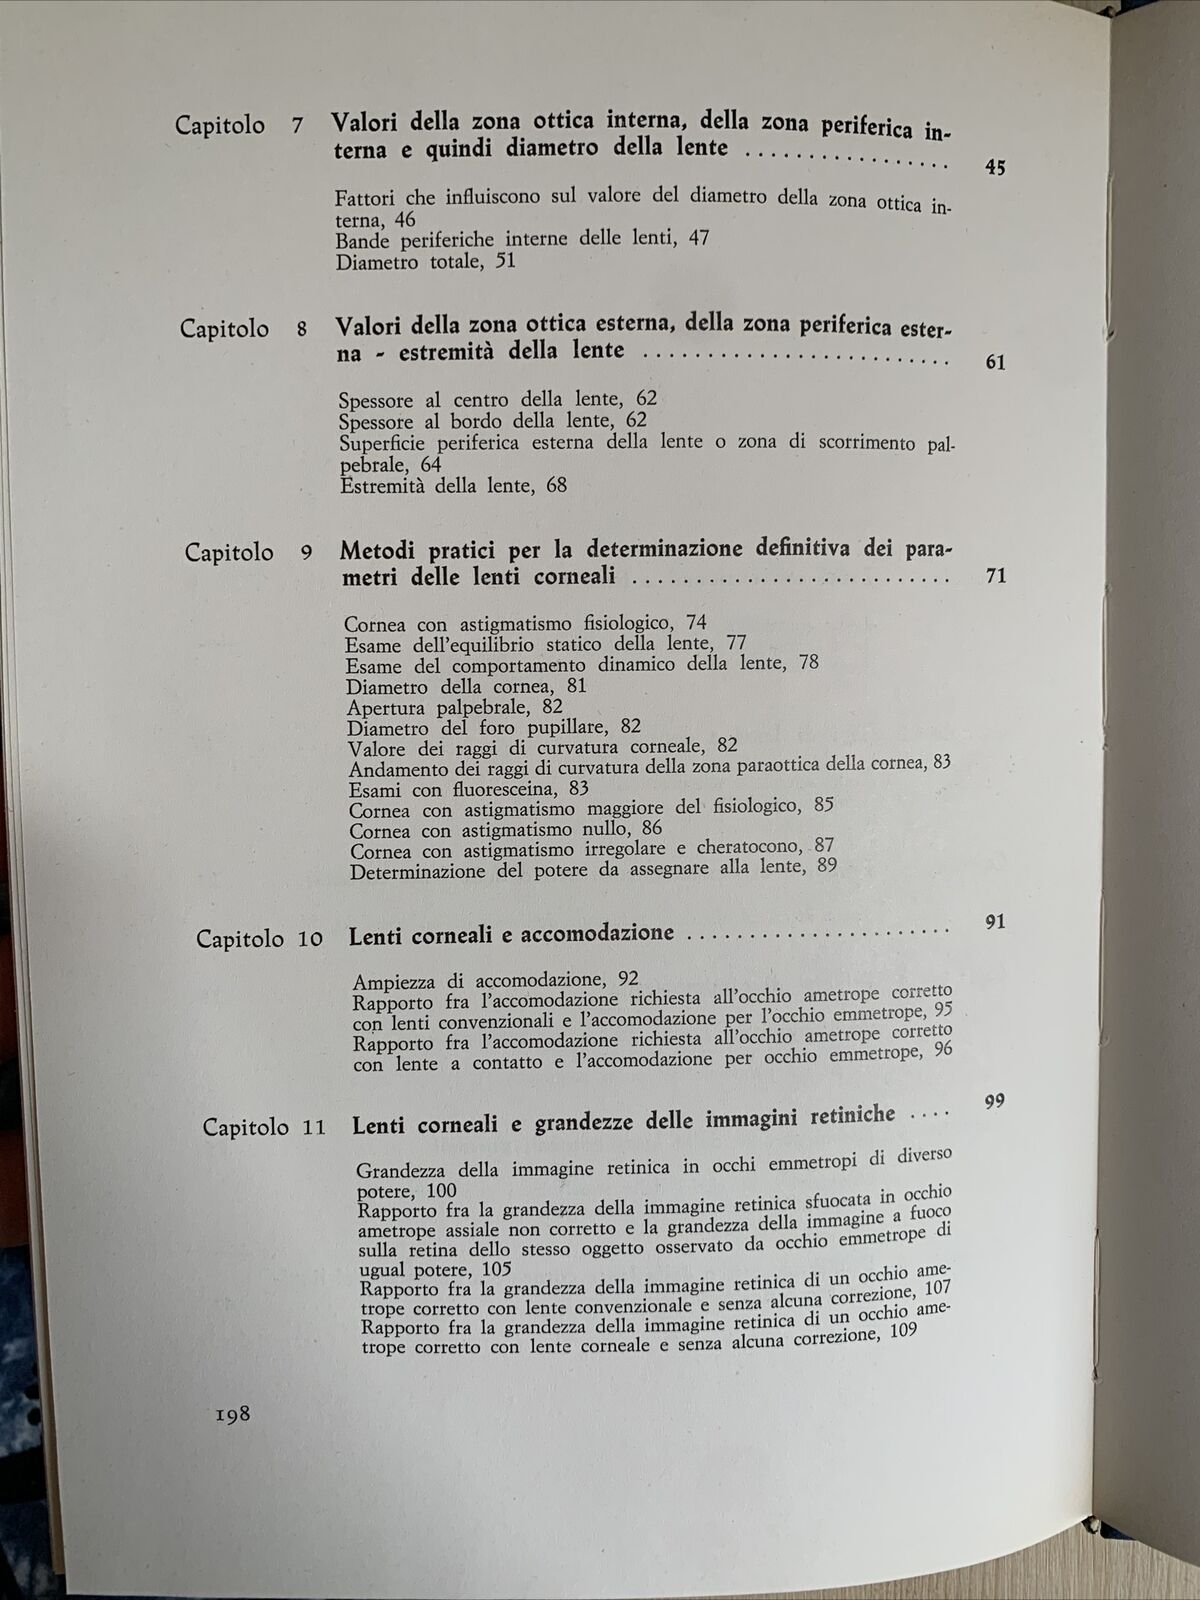 Capitolo 7 Valori della zona ottica interna, della zona periferica in-
terna e quindi diametro della lente .................. 45
Fattori che influiscono sul valore del diametro della zona ottica in-
terna, 46
Bande periferiche interne delle lenti, 47
Diametro totale, 51
Capitolo 8 Valori della zona ottica esterna, della zona periferica ester-
na - estremità della lente ........................ 61
Spessore al centro della lente, 62
Spessore al bordo della lente, 62
Superficie periferica esterna della lente o zona di scorrimento pal-
pebrale, 64
Estremità della lente, 68
Capitolo 9 Metodi pratici per la determinazione definitiva dei para-
metri delle lenti corneali .......................... 71
Cornea con astigmatismo fisiologico, 74
Esame dell'equilibrio statico della lente, 77
Esame del comportamento dinamico della lente, 78
Diametro della cornea, 81
Apertura palpebrale, 82
Diametro del foro pupillare, 82
Valore dei raggi di curvatura corneale, 82
Andamento dei raggi di curvatura della zona paraottica della cornea, 83
Esami con fluoresceina, 83
Cornea con astigmatismo maggiore del fisiologico, 85
Cornea con astigmatismo nullo, 86
Cornea con astigmatismo irregolare e cheratocono, 87
Determinazione del potere da assegnare alla lente, 89
Capitolo 10 Lenti corneali e accomodazione ...................... 91
Ampiezza di accomodazione, 92
Rapporto fra l'accomodazione richiesta all'occhio ametrope corretto
con lenti convenzionali e l'accomodazione per l'occhio emmetrope, 95
Rapporto fra l'accomodazione richiesta all'occhio ametrope corretto
con lente a contatto e l'accomodazione per occhio emmetrope, 96
Capitolo 11 Lenti corneali e grandezze delle immagini retiniche .... 99
Grandezza della immagine retinica in occhi emmetropi di diverso
potere, 100
Rapporto fra la grandezza della immagine retinica sfuocata in occhio
ametrope assiale non corretto e la grandezza della immagine a fuoco
sulla retina dello stesso oggetto osservato da occhio emmetrope di
ugual potere, 105
Rapporto fra la grandezza della immagine retinica di un occhio ame-
trope corretto con lente convenzionale e senza alcuna correzione, 107
Rapporto fra la grandezza della immagine retinica di un occhio ame-
trope corretto con lente corneale e senza alcuna correzione, 109
198